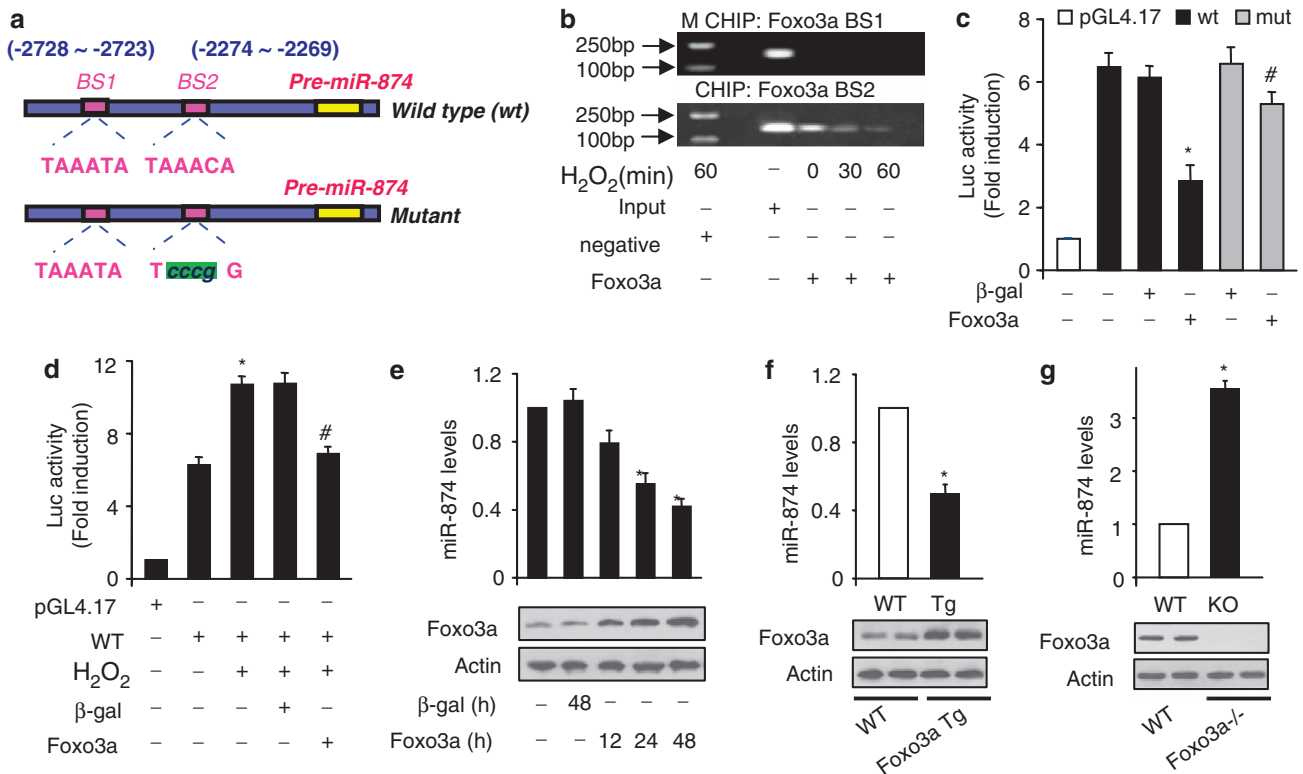 a
(-2728 ~ -2723) (-2274 ~ -2269)
BS1 BS2 Pre-miR-874
Wild type (wt)
TAAATA TAAACA
Pre-miR-874
Mutant
TAAATA T cccg G
b
M CHIP: Foxo3a BS1
250bp
100bp
CHIP: Foxo3a BS2
250bp
100bp
H2O2(min) 60 – 0 30 60
Input – + – – –
negative + – – – –
Foxo3a – – + + +
c
pGL4.17 wt mut
Luc activity
(Fold induction)
8
6
4
2
0
*
#
β-gal – – + – + –
Foxo3a – – – + – +
d
Luc activity
(Fold induction)
12
8
4
0
*
#
pGL4.17 + – – – –
WT – + + + +
H2O2 – – + + +
β-gal – – – + –
Foxo3a – – – – +
e
miR-874 levels
1.2
0.8
0.4
0
*
*
Foxo3a
Actin
β-gal (h) – 48 – – –
Foxo3a (h) – – 12 24 48
f
miR-874 levels
1.2
0.8
0.4
0
*
WT Tg
Foxo3a
Actin
WT
Foxo3a Tg
g
miR-874 levels
3
2
1
0
*
WT KO
Foxo3a
Actin
WT
Foxo3a-/-